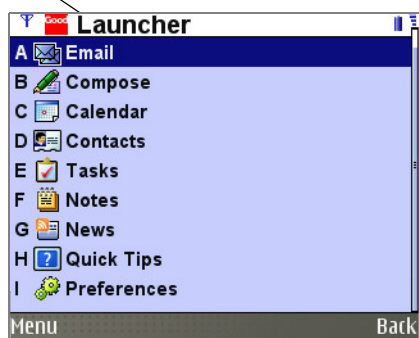 Good Launcher
A Email
B Compose
C Calendar
D Contacts
E Tasks
F Notes
G News
H ? Quick Tips
I Preferences
Menu Back